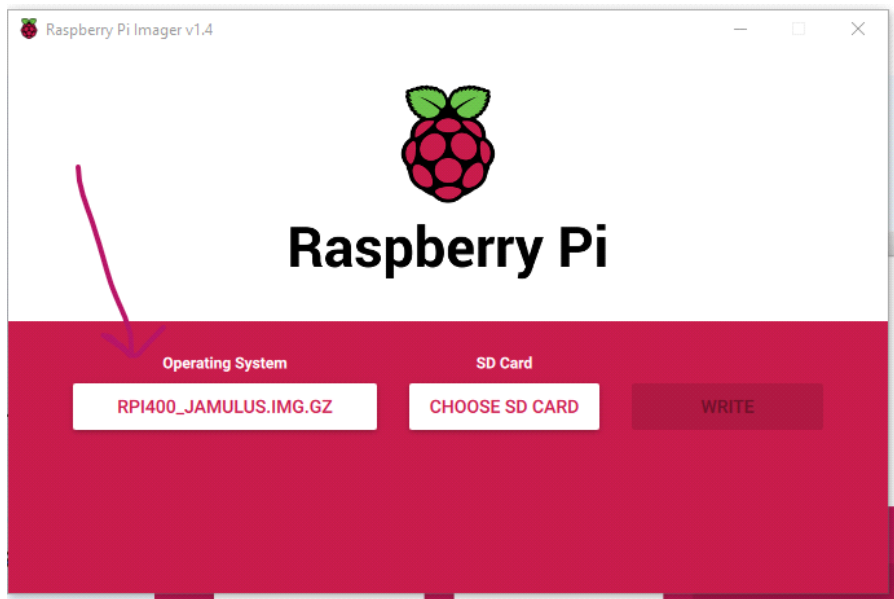 Raspberry Pi Imager v1.4
Raspberry Pi
Operating System
SD Card
RPI400_JAMULUS.IMG.GZ
CHOOSE SD CARD
WRITE